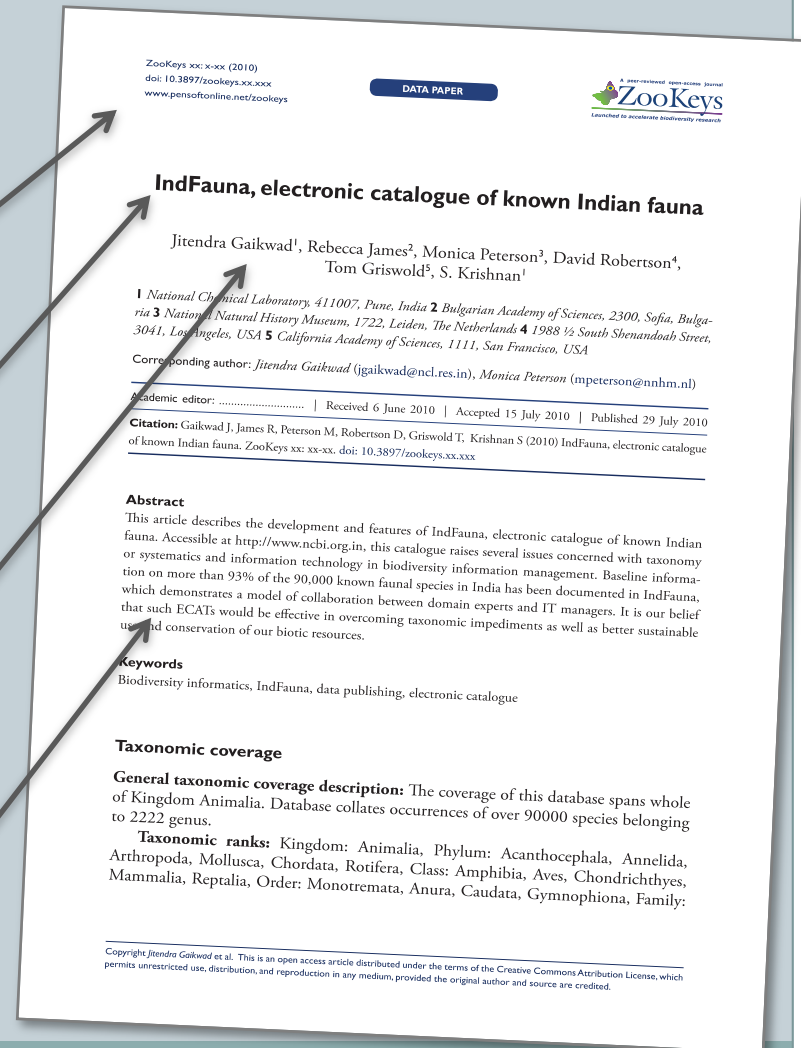 ZooKeys xx: x-xx (2010)
doi: 10.3897/zookeys.xx.xxx
www.pensoftonline.net/zookeys
DATA PAPER
A peer-reviewed open-access journal
ZooKeys
Launched to accelerate biodiversity research
IndFauna, electronic catalogue of known Indian fauna
Jitendra Gaikwad¹, Rebecca James², Monica Peterson³, David Robertson⁴,
Tom Griswold⁵, S. Krishnan¹
1 National Chemical Laboratory, 411007, Pune, India 2 Bulgarian Academy of Sciences, 2300, Sofia, Bulga-
ria 3 National Natural History Museum, 1722, Leiden, The Netherlands 4 1988 ½ South Shenandoah Street,
3041, Los Angeles, USA 5 California Academy of Sciences, 1111, San Francisco, USA
Corresponding author: Jitendra Gaikwad (jgaikwad@ncl.res.in), Monica Peterson (mpeterson@nnhm.nl)
Academic editor: ............................ | Received 6 June 2010 | Accepted 15 July 2010 | Published 29 July 2010
Citation: Gaikwad J, James R, Peterson M, Robertson D, Griswold T, Krishnan S (2010) IndFauna, electronic catalogue
of known Indian fauna. ZooKeys xx: xx-xx. doi: 10.3897/zookeys.xx.xxx
Abstract
This article describes the development and features of IndFauna, electronic catalogue of known Indian
fauna. Accessible at http://www.ncbi.org.in, this catalogue raises several issues concerned with taxonomy
or systematics and information technology in biodiversity information management. Baseline informa-
tion on more than 93% of the 90,000 known faunal species in India has been documented in IndFauna,
which demonstrates a model of collaboration between domain experts and IT managers. It is our belief
that such ECATs would be effective in overcoming taxonomic impediments as well as better sustainable
use and conservation of our biotic resources.
Keywords
Biodiversity informatics, IndFauna, data publishing, electronic catalogue
Taxonomic coverage
General taxonomic coverage description: The coverage of this database spans whole
of Kingdom Animalia. Database collates occurrences of over 90000 species belonging
to 2222 genus.
Taxonomic ranks: Kingdom: Animalia, Phylum: Acanthocephala, Annelida,
Arthropoda, Mollusca, Chordata, Rotifera, Class: Amphibia, Aves, Chondrichthyes,
Mammalia, Reptalia, Order: Monotremata, Anura, Caudata, Gymnophiona, Family:
Copyright Jitendra Gaikwad et al. This is an open access article distributed under the terms of the Creative Commons Attribution License, which
permits unrestricted use, distribution, and reproduction in any medium, provided the original author and source are credited.